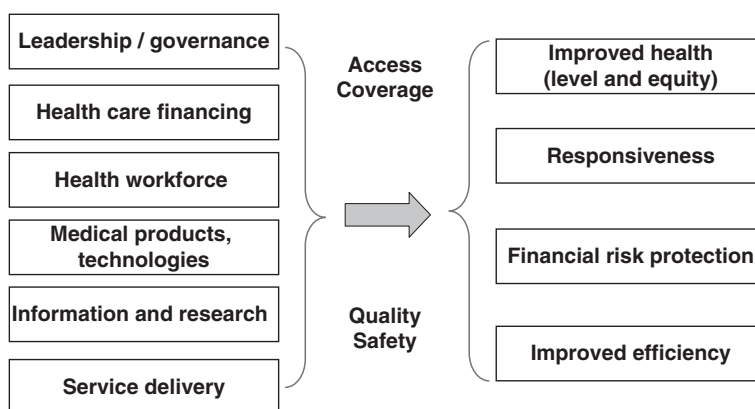 Leadership / governance
Health care financing
Health workforce
Medical products,
technologies
Information and research
Service delivery
Access
Coverage
Quality
Safety
Improved health
(level and equity)
Responsiveness
Financial risk protection
Improved efficiency